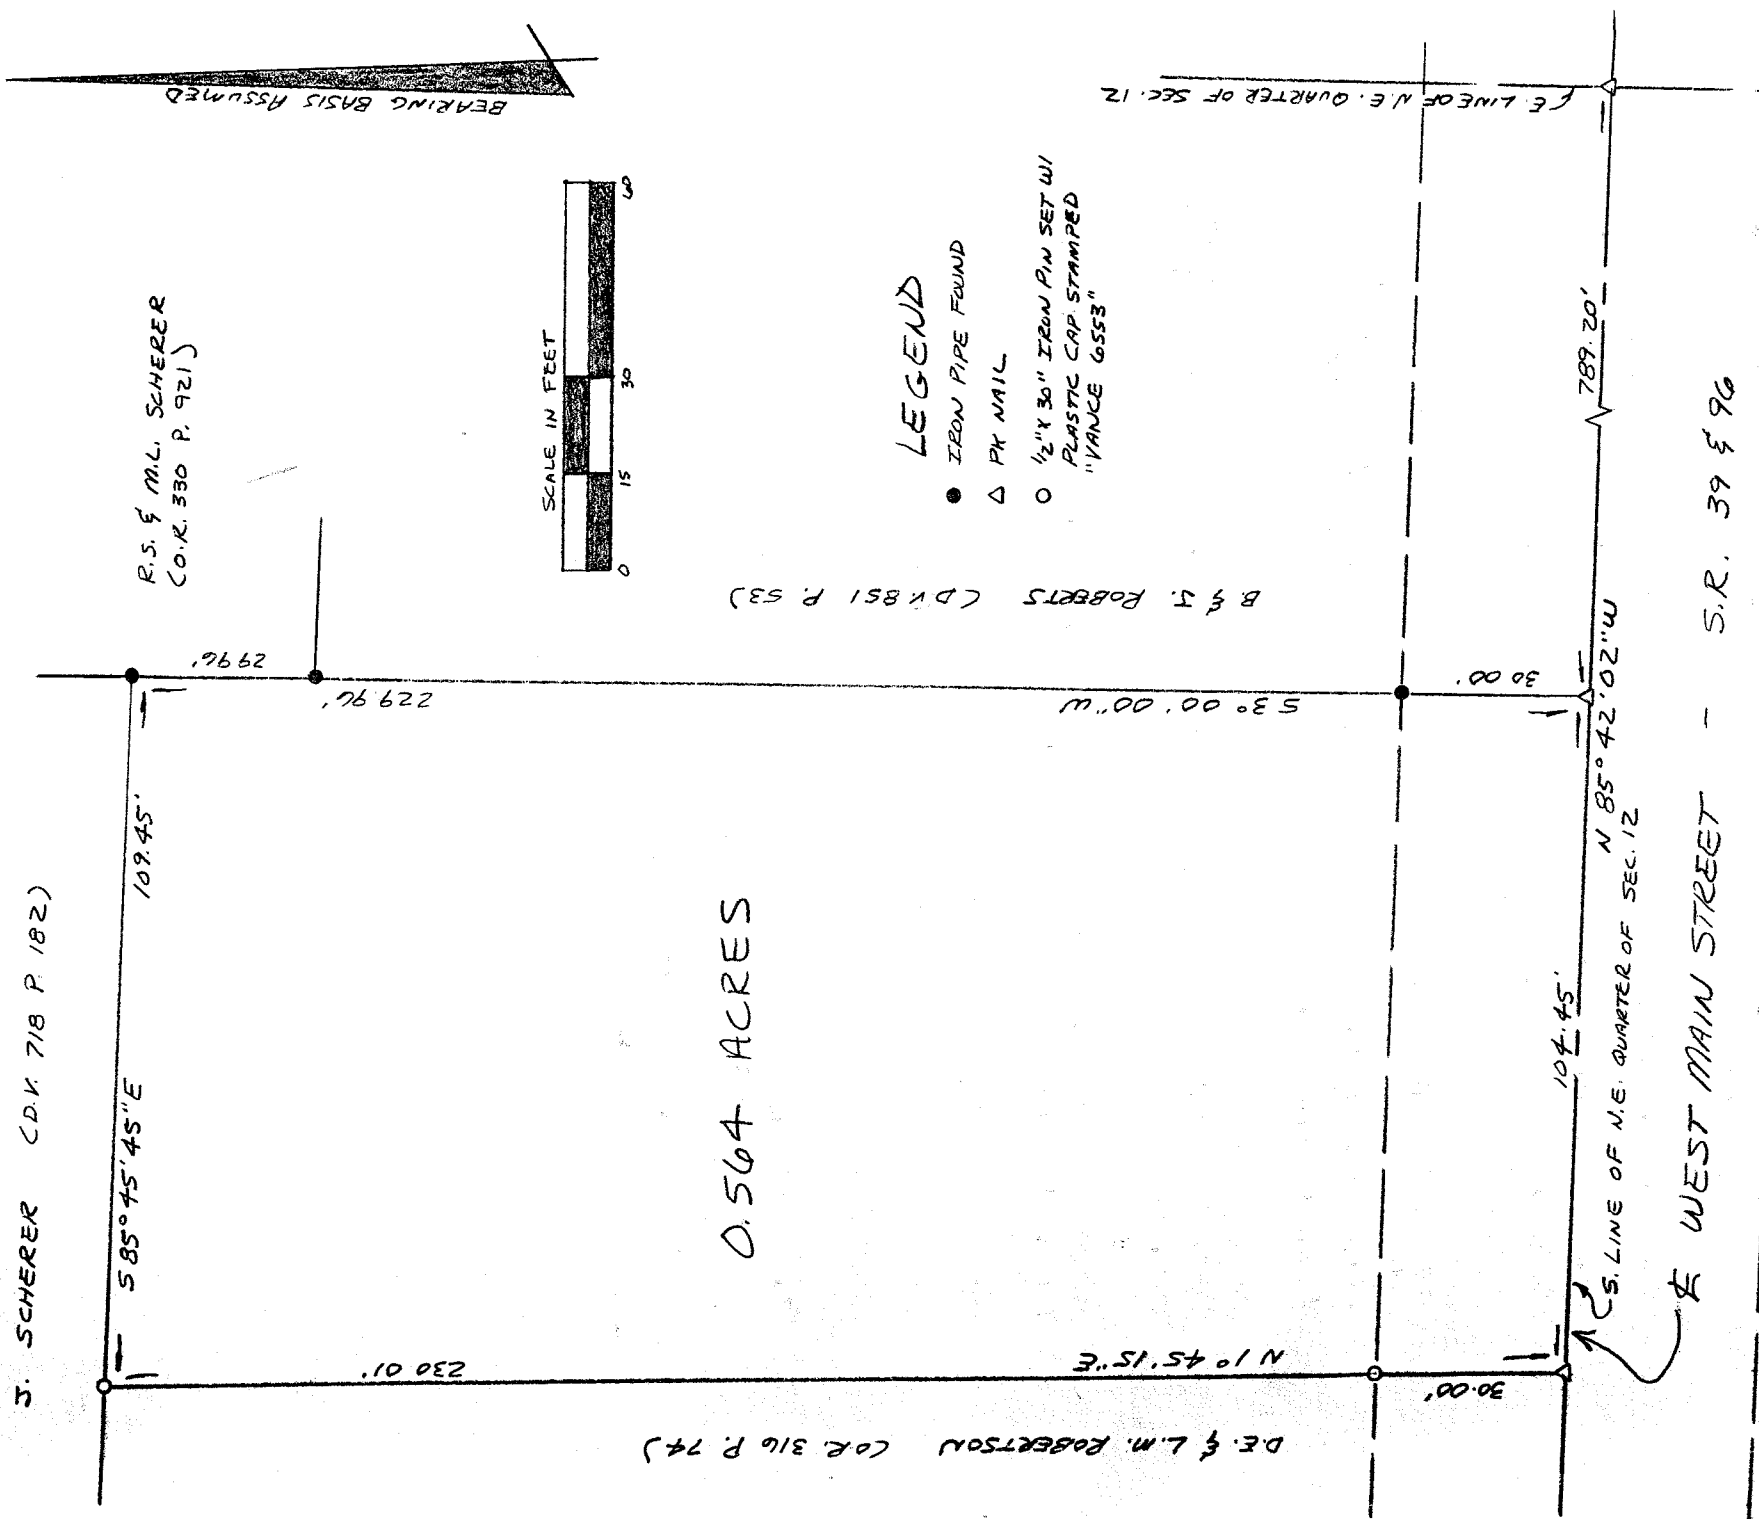 J. SCHERER (D.V. 718 P. 182)
R.S. & M.L. SCHERER
(O.R. 330 P. 921)
BEARING BASIS ASSUMED
S 85° 45' 45" E
109.45'
29.96'
229.96'
S 3° 00' 00" W
30.00'
SCALE IN FEET
0 15 30 60
B & J. ROBERTS (D.V. 851 P. 53)
LEGEND
IRON PIPE FOUND
PK NAIL
1/2" X 30" IRON PIN SET W/
PLASTIC CAP STAMPED
"VANCE 6553"
E. LINE OF N.E. QUARTER OF SEC. 12
0.564 ACRES
230.01'
N 1° 45' 15" E
30.00'
D.E. & L.M. ROBERTSON (O.R. 316 P. 74)
104.45'
N 85° 42' 02" W
789.20'
S. LINE OF N.E. QUARTER OF SEC. 12
℄ WEST MAIN STREET - S.R. 39 & 96